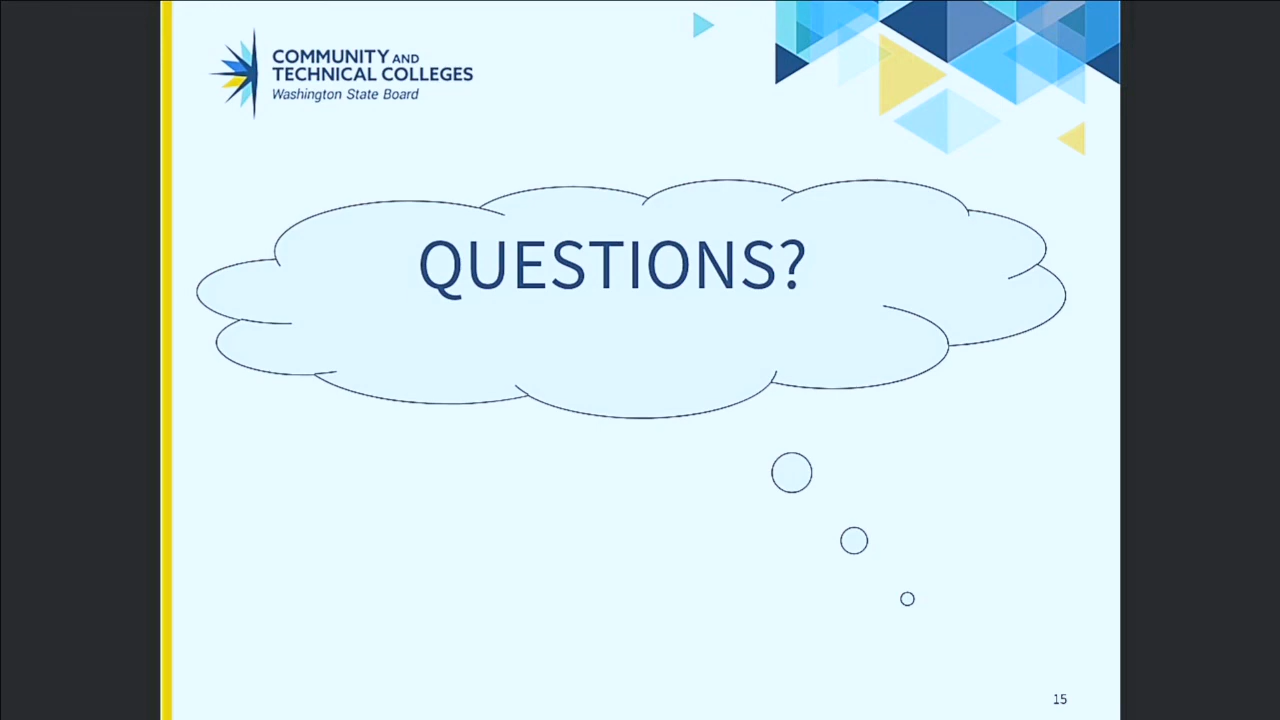 COMMUNITY AND
TECHNICAL COLLEGES
Washington State Board
QUESTIONS?
15